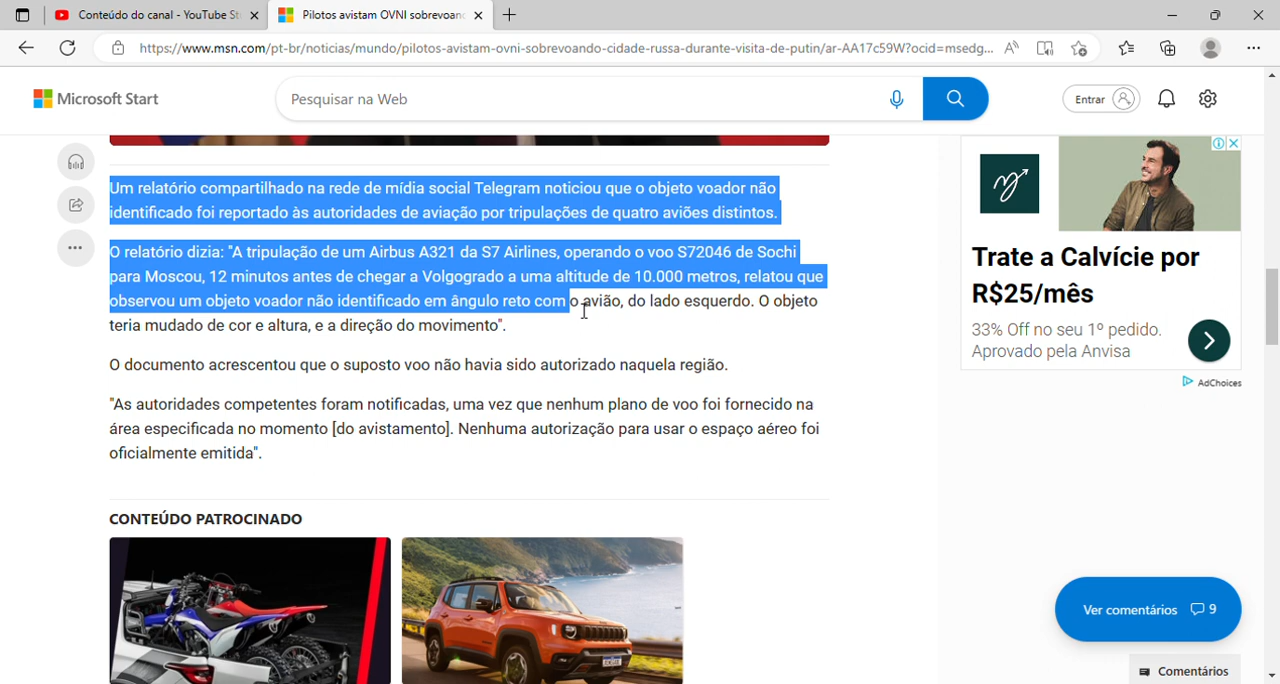 Conteúdo do canal - YouTube St
Pilotos avistam OVNI sobrevoand
https://www.msn.com/pt-br/noticias/mundo/pilotos-avistam-ovni-sobrevoando-cidade-russa-durante-visita-de-putin/ar-AA17c59W?ocid=msedg...
Microsoft Start
Pesquisar na Web
Entrar
Um relatório compartilhado na rede de mídia social Telegram noticiou que o objeto voador não
identificado foi reportado às autoridades de aviação por tripulações de quatro aviões distintos.
O relatório dizia: "A tripulação de um Airbus A321 da S7 Airlines, operando o voo S72046 de Sochi
para Moscou, 12 minutos antes de chegar a Volgogrado a uma altitude de 10.000 metros, relatou que
observou um objeto voador não identificado em ângulo reto com o avião, do lado esquerdo. O objeto
teria mudado de cor e altura, e a direção do movimento".
O documento acrescentou que o suposto voo não havia sido autorizado naquela região.
"As autoridades competentes foram notificadas, uma vez que nenhum plano de voo foi fornecido na
área especificada no momento [do avistamento]. Nenhuma autorização para usar o espaço aéreo foi
oficialmente emitida".
CONTEÚDO PATROCINADO
Trate a Calvície por
R$25/mês
33% Off no seu 1º pedido.
Aprovado pela Anvisa
AdChoices
Ver comentários 9
Comentários